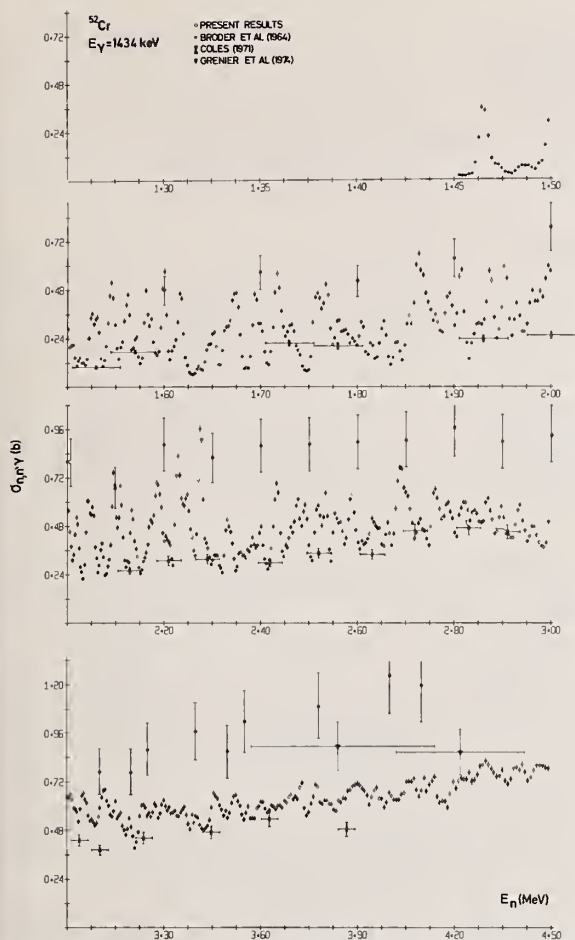 52Cr
Eγ=1434 keV
○ PRESENT RESULTS
• BRODER ET AL (1964)
COLES (1971)
▾ GRENIER ET AL (1974)
0·72
0·48
0·24
1·30 1·35 1·40 1·45 1·50
0·72
0·48
0·24
1·60 1·70 1·80 1·90 2·00
σn,n'γ (b)
0·96
0·72
0·48
0·24
2·20 2·40 2·60 2·80 3·00
1·20
0·96
0·72
0·48
0·24
En (MeV)
3·30 3·60 3·90 4·20 4·50